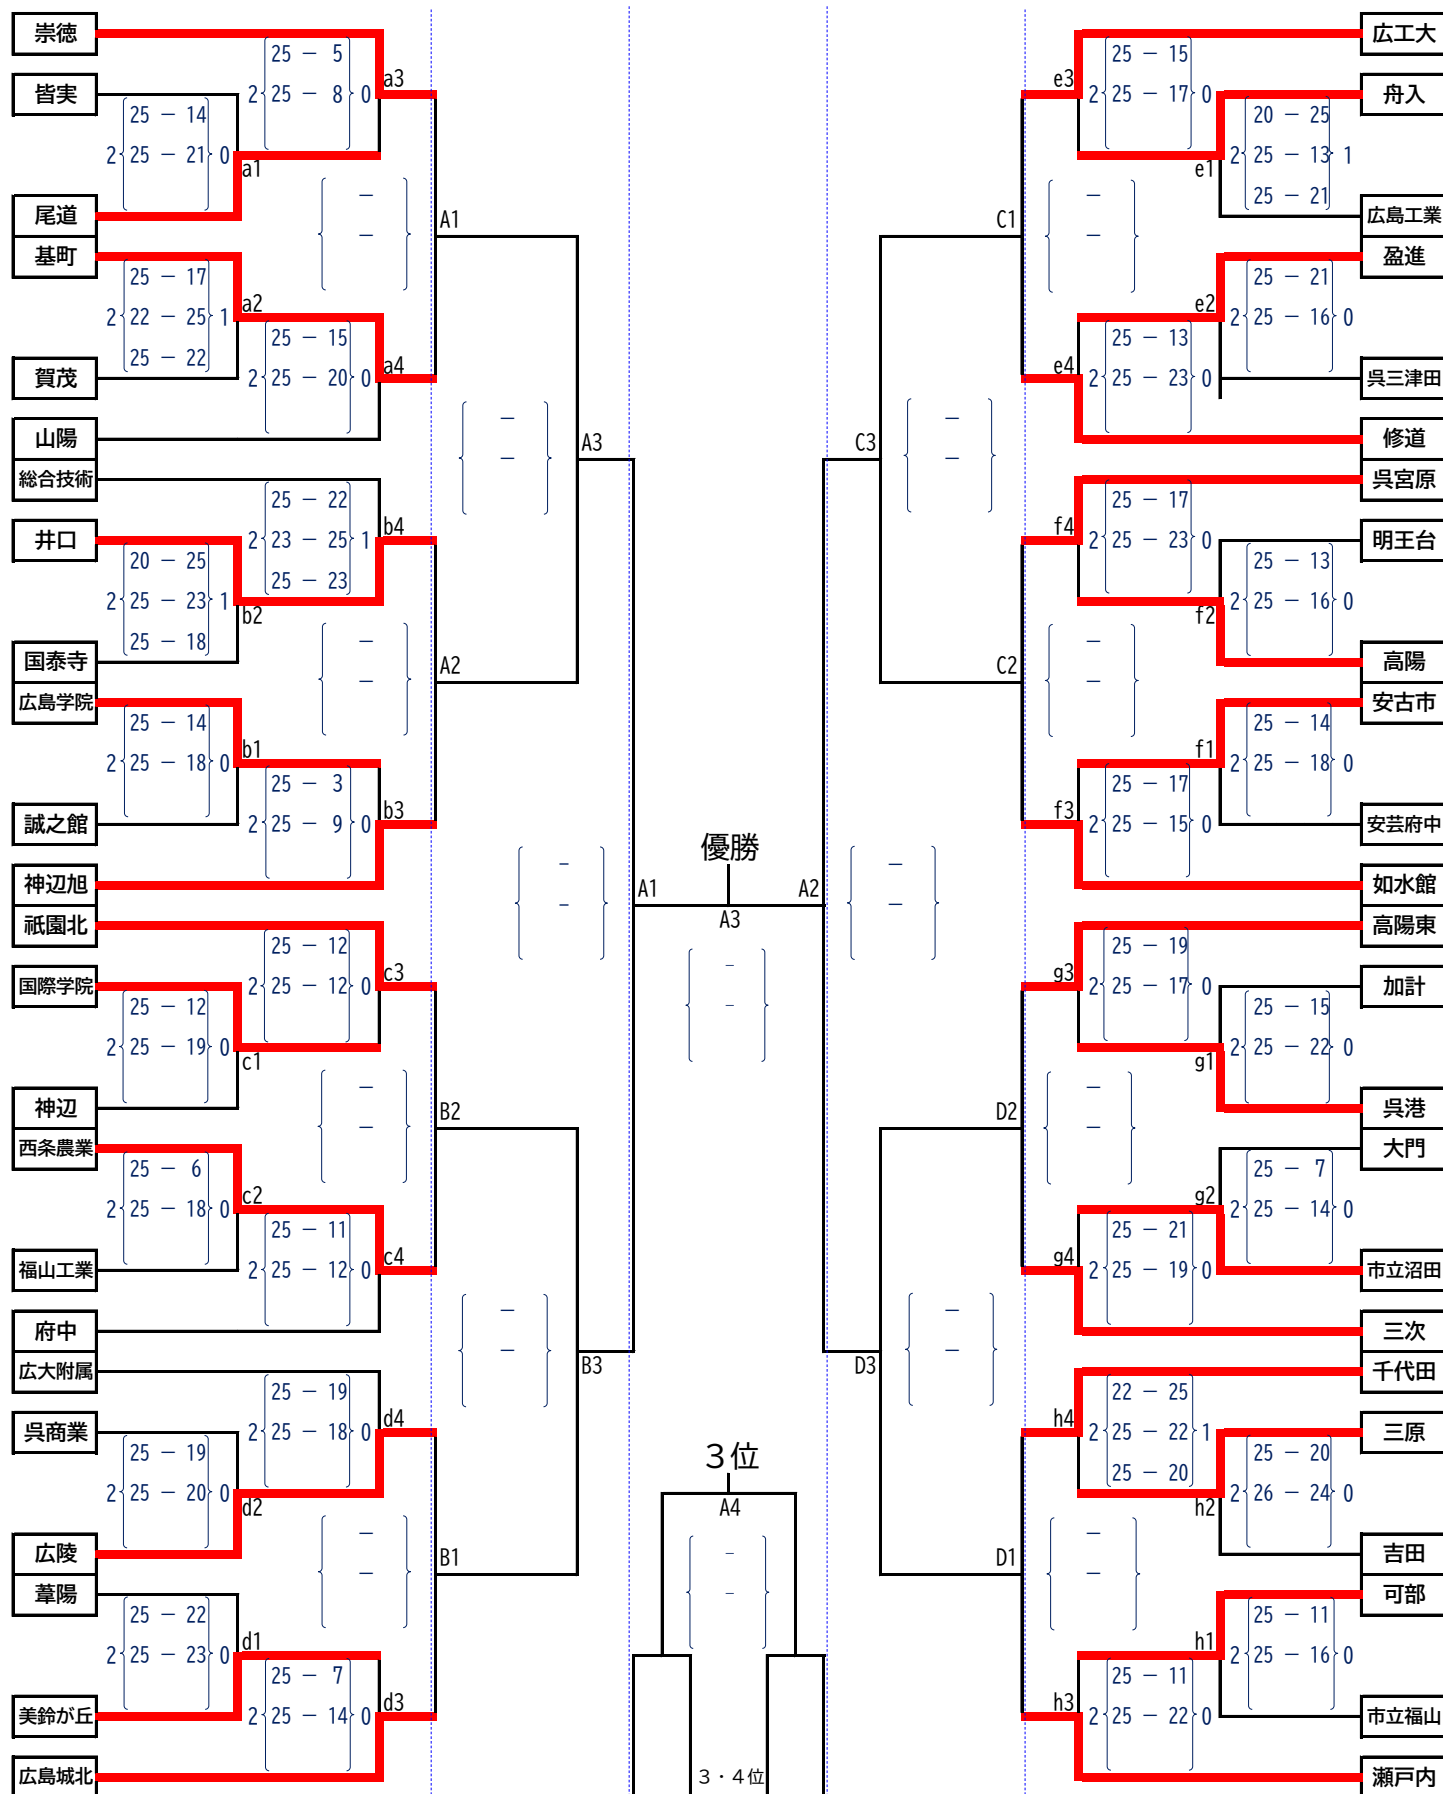 崇徳
25 － 5
2 25 － 8 0
a3
皆実
25 － 14
2 25 － 21 0
a1
尾道
A1
－
－
基町
25 － 17
2 22 － 25 1
25 － 22
a2
25 － 15
2 25 － 20 0
a4
賀茂
山陽
A3
－
－
総合技術
25 － 22
2 23 － 25 1
25 － 23
b4
井口
20 － 25
2 25 － 23 1
25 － 18
b2
国泰寺
A2
－
－
広島学院
25 － 14
2 25 － 18 0
b1
25 － 3
2 25 － 9 0
b3
誠之館
神辺旭
－
－
A1
祇園北
25 － 12
2 25 － 12 0
c3
国際学院
25 － 12
2 25 － 19 0
c1
神辺
－
－
B2
西条農業
25 － 6
2 25 － 18 0
c2
25 － 11
2 25 － 12 0
c4
福山工業
府中
－
－
B3
広大附属
25 － 19
2 25 － 18 0
d4
呉商業
25 － 19
2 25 － 20 0
d2
広陵
－
－
B1
葦陽
25 － 22
2 25 － 23 0
d1
25 － 7
2 25 － 14 0
d3
美鈴が丘
広島城北
優勝
A3
－
－
３位
A4
－
－
３・４位
広工大
25 － 15
2 25 － 17 0
e3
舟入
20 － 25
2 25 － 13 1
25 － 21
e1
広島工業
C1
－
－
盈進
25 － 21
2 25 － 16 0
e2
25 － 13
2 25 － 23 0
e4
呉三津田
修道
C3
－
－
呉宮原
25 － 17
2 25 － 23 0
f4
明王台
25 － 13
2 25 － 16 0
f2
高陽
C2
－
－
安古市
25 － 14
2 25 － 18 0
f1
25 － 17
2 25 － 15 0
f3
安芸府中
如水館
A2
－
－
高陽東
25 － 19
2 25 － 17 0
g3
加計
25 － 15
2 25 － 22 0
g1
呉港
D2
－
－
大門
25 － 7
2 25 － 14 0
g2
25 － 21
2 25 － 19 0
g4
市立沼田
三次
D3
－
－
千代田
22 － 25
2 25 － 22 1
25 － 20
h4
三原
25 － 20
2 26 － 24 0
h2
吉田
D1
－
－
可部
25 － 11
2 25 － 16 0
h1
25 － 11
2 25 － 22 0
h3
市立福山
瀬戸内